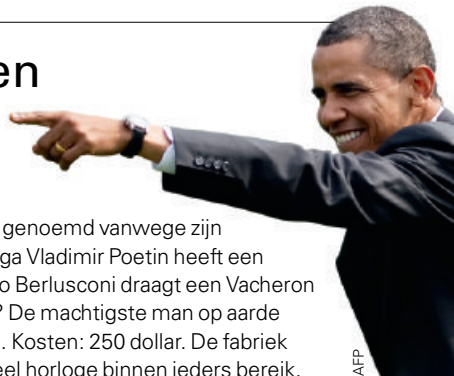 en
genoemd vanwege zijn
ga Vladimir Poetin heeft een
o Berlusconi draagt een Vacheron
? De machtigste man op aarde
. Kosten: 250 dollar. De fabriek
eel horloge binnen ieders bereik.
AFP